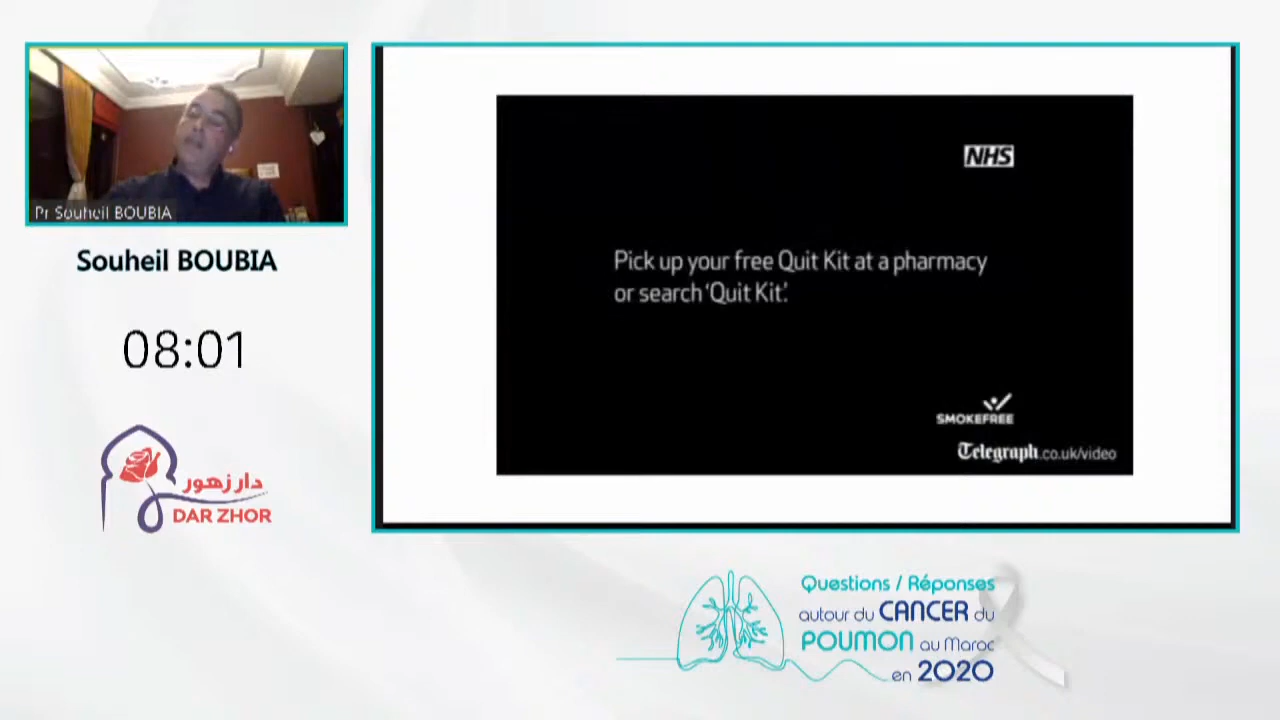 Pr Souheil BOUBIA
Souheil BOUBIA
08:01
دار زهور
DAR ZHOR
NHS
Pick up your free Quit Kit at a pharmacy
or search 'Quit Kit'.
SMOKEFREE
Telegraph.co.uk/video
Questions / Réponses
autour du CANCER du
POUMON au Maroc
en 2020